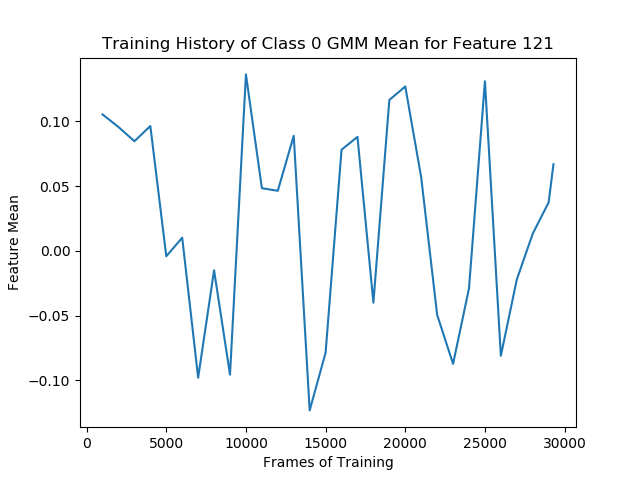 Training History of Class 0 GMM Mean for Feature 121
0.10
0.05
0.00
−0.05
−0.10
Feature Mean
0 5000 10000 15000 20000 25000 30000
Frames of Training